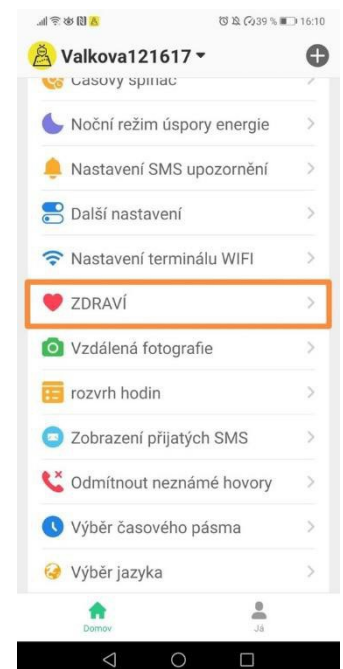 39 % 16:10
Valkova121617
Časový spínač
Noční režim úspory energie
Nastavení SMS upozornění
Další nastavení
Nastavení terminálu WIFI
ZDRAVÍ
Vzdálená fotografie
rozvrh hodin
Zobrazení přijatých SMS
Odmítnout neznámé hovory
Výběr časového pásma
Výběr jazyka
Domov
Já